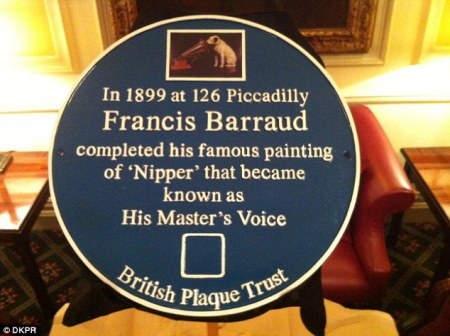 In 1899 at 126 Piccadilly
Francis Barraud
completed his famous painting
of 'Nipper' that became
known as
His Master's Voice
British Plaque Trust
© DKPR